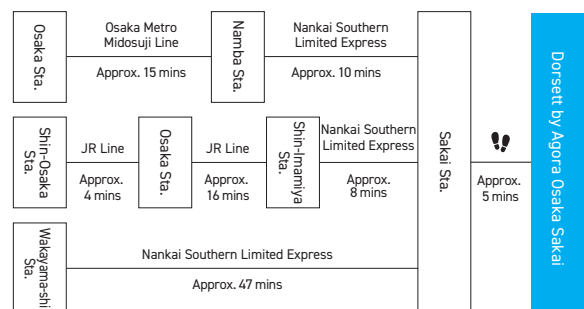 Osaka Sta.
Osaka Metro
Midosuji Line
Approx. 15 mins
Namba Sta.
Nankai Southern
Limited Express
Approx. 10 mins
Shin-Osaka
Sta.
JR Line
Approx.
4 mins
Osaka Sta.
JR Line
Approx.
16 mins
Shin-Imamiya
Sta.
Nankai Southern
Limited Express
Approx.
8 mins
Wakayama-shi
Sta.
Nankai Southern Limited Express
Approx. 47 mins
Sakai Sta.
Approx.
5 mins
Dorsett by Agora Osaka Sakai